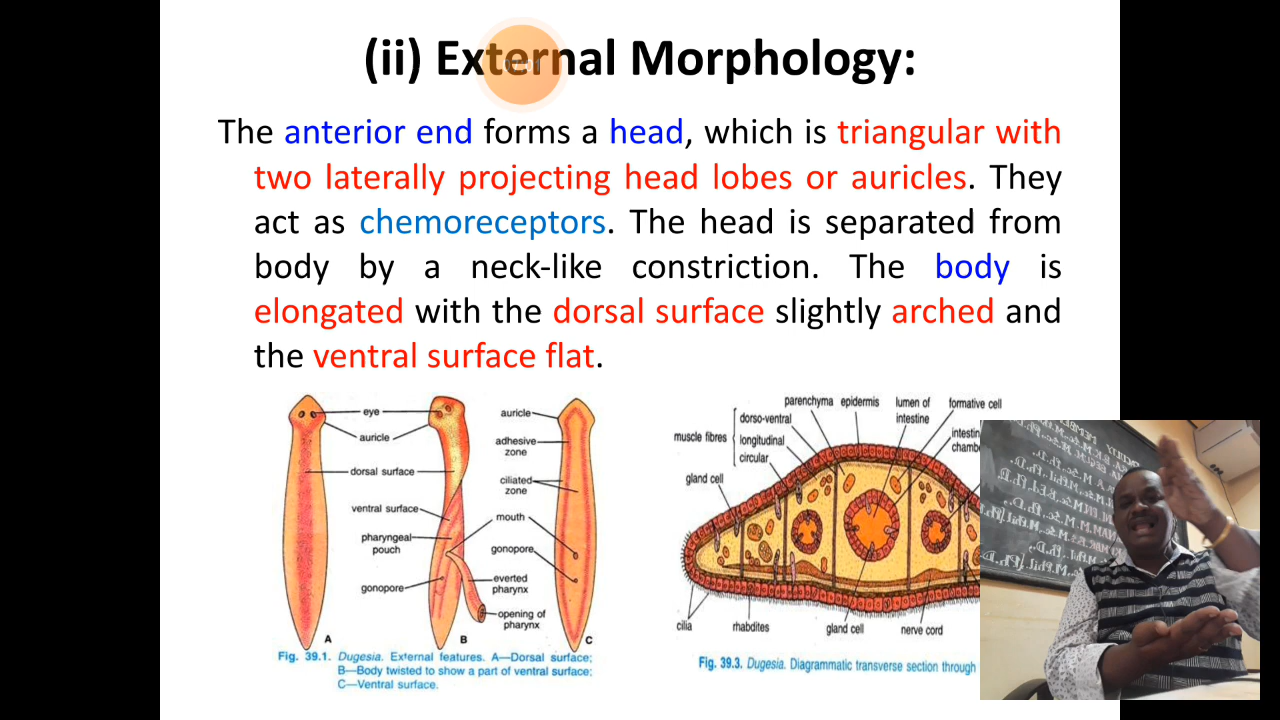 (ii) External Morphology:
The anterior end forms a head, which is triangular with
two laterally projecting head lobes or auricles. They
act as chemoreceptors. The head is separated from
body by a neck-like constriction. The body is
elongated with the dorsal surface slightly arched and
the ventral surface flat.
eye
auricle
dorsal surface
ventral surface
pharyngeal
pouch
gonopore
auricle
adhesive
zone
ciliated
zone
mouth
gonopore
everted
pharynx
opening of
pharynx
A
B
C
Fig. 39.1. Dugesia. External features. A—Dorsal surface;
B—Body twisted to show a part of ventral surface;
C—Ventral surface.
parenchyma epidermis lumen of
intestine
formative cell
muscle fibres
dorso-ventral
longitudinal
circular
gland cell
cilia
rhabdites
gland cell
nerve cord
Fig. 39.3. Dugesia. Diagrammatic transverse section through